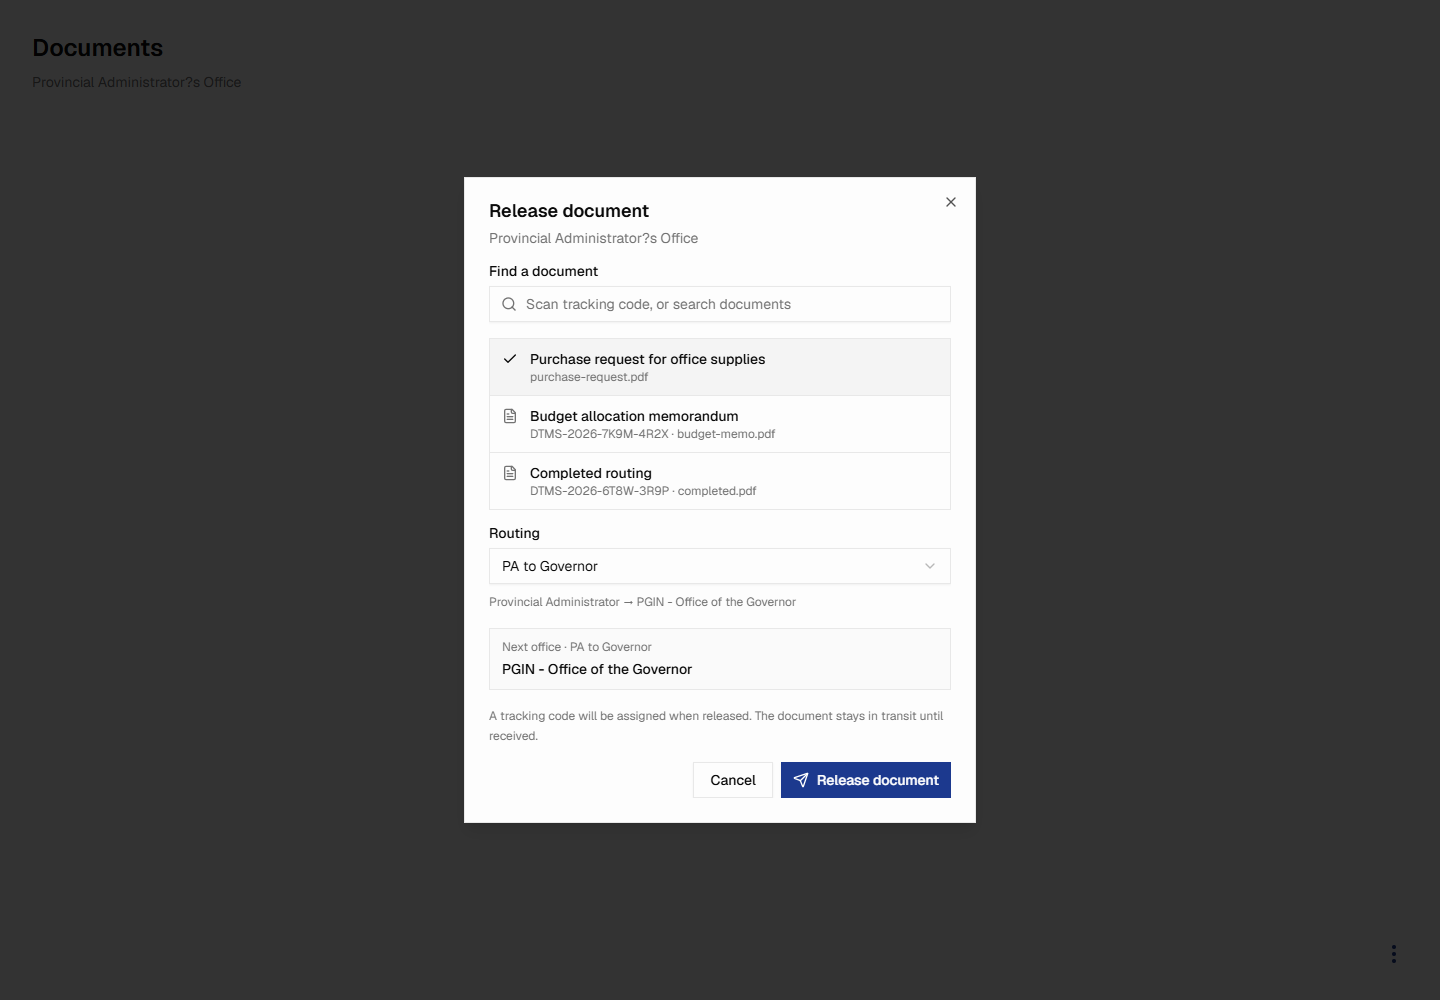 Documents
Provincial Administrator?s Office
Release document
Provincial Administrator?s Office
Find a document
Scan tracking code, or search documents
Purchase request for office supplies
purchase-request.pdf
Budget allocation memorandum
DTMS-2026-7K9M-4R2X · budget-memo.pdf
Completed routing
DTMS-2026-6T8W-3R9P · completed.pdf
Routing
PA to Governor
Provincial Administrator → PGIN - Office of the Governor
Next office · PA to Governor
PGIN - Office of the Governor
A tracking code will be assigned when released. The document stays in transit until
received.
Cancel
Release document